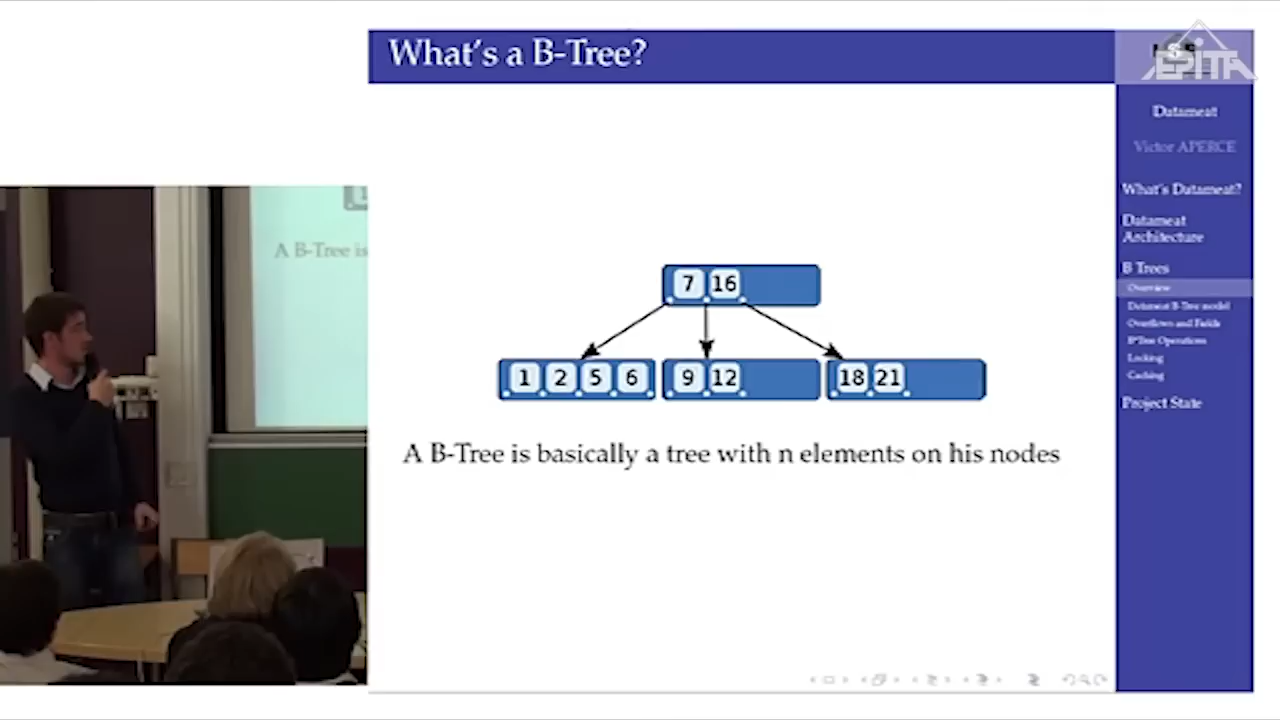 What's a B-Tree?
EPITA
Datameat
Victor APERCE
What's Datameat?
Datameat
Architecture
B Trees
Overview
Datameat B-Tree model
Overflows and Fields
B*Tree Operations
Locking
Caching
Project State
A B-Tree is
7 16
1 2 5 6 9 12 18 21
A B-Tree is basically a tree with n elements on his nodes